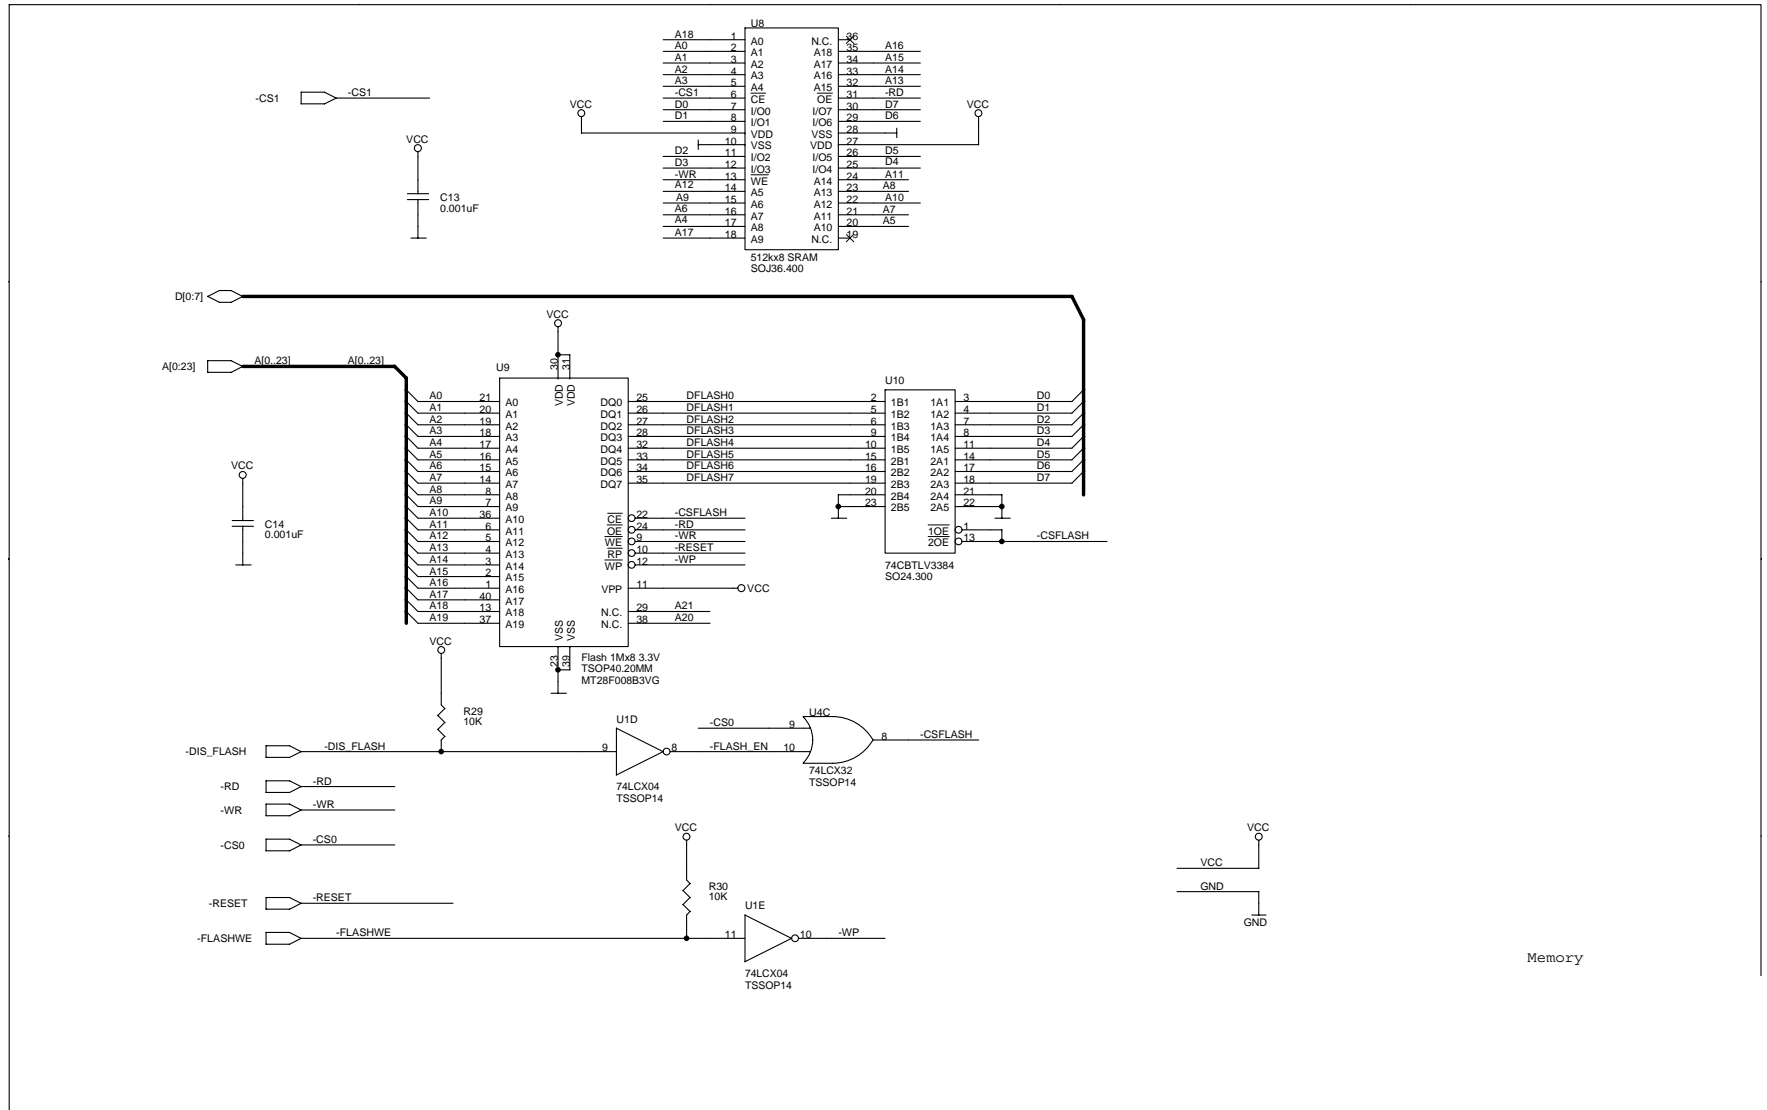 U8
A18 1 A0 N.C. 36
A0 2 A1 A18 35 A16
A1 3 A2 A17 34 A15
A2 4 A3 A16 33 A14
A3 5 A4 A15 32 A13
-CS1 6 CE OE 31 -RD
D0 7 I/O0 I/O7 30 D7
D1 8 I/O1 I/O6 29 D6
9 VDD VSS 28
10 VSS VDD 27
D2 11 I/O2 I/O5 26 D5
D3 12 I/O3 I/O4 25 D4
-WR 13 WE A14 24 A11
A12 14 A5 A13 23 A8
A9 15 A6 A12 22 A10
A6 16 A7 A11 21 A7
A4 17 A8 A10 20 A5
A17 18 A9 N.C. 19
512kx8 SRAM
SOJ36.400
VCC
VCC
-CS1 -CS1
VCC
C13
0.001uF
D[0:7]
A[0:23] A[0..23] A[0..23]
VCC
30 31
VDD VDD
U9
A0 21 A0 DQ0 25 DFLASH0
A1 20 A1 DQ1 26 DFLASH1
A2 19 A2 DQ2 27 DFLASH2
A3 18 A3 DQ3 28 DFLASH3
A4 17 A4 DQ4 32 DFLASH4
A5 16 A5 DQ5 33 DFLASH5
A6 15 A6 DQ6 34 DFLASH6
A7 14 A7 DQ7 35 DFLASH7
A8 8 A8
A9 7 A9
A10 36 A10 CE 22 -CSFLASH
A11 6 A11 OE 24 -RD
A12 5 A12 WE 9 -WR
A13 4 A13 RP 10 -RESET
A14 3 A14 WP 12 -WP
A15 2 A15
A16 1 A16 VPP 11 VCC
A17 40 A17
A18 13 A18 N.C. 29 A21
A19 37 A19 N.C. 38 A20
VSS VSS
23 39
Flash 1Mx8 3.3V
TSOP40.20MM
MT28F008B3VG
U10
2 1B1 1A1 3 D0
5 1B2 1A2 4 D1
6 1B3 1A3 7 D2
9 1B4 1A4 8 D3
10 1B5 1A5 11 D4
15 2B1 2A1 14 D5
16 2B2 2A2 17 D6
19 2B3 2A3 18 D7
20 2B4 2A4 21
23 2B5 2A5 22
1OE 1
2OE 13 -CSFLASH
74CBTLV3384
SO24.300
VCC
C14
0.001uF
VCC
R29
10K
-DIS_FLASH -DIS_FLASH 9 U1D 8 -FLASH_EN 10
74LCX04
TSSOP14
-CS0 9 U4C 8 -CSFLASH
74LCX32
TSSOP14
-RD -RD
-WR -WR
-CS0 -CS0
-RESET -RESET
VCC
R30
10K
-FLASHWE -FLASHWE 11 U1E 10 -WP
74LCX04
TSSOP14
VCC
VCC
GND
GND
Memory